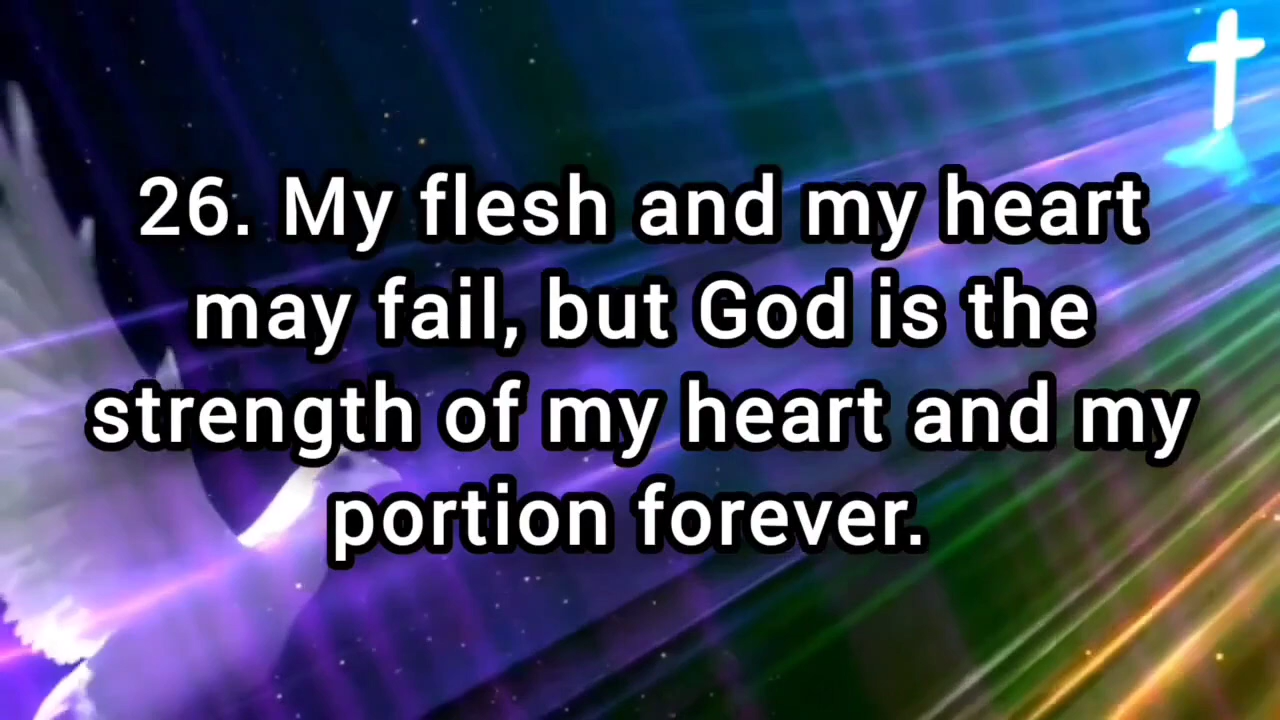 26. My flesh and my heart
may fail, but God is the
strength of my heart and my
portion forever.